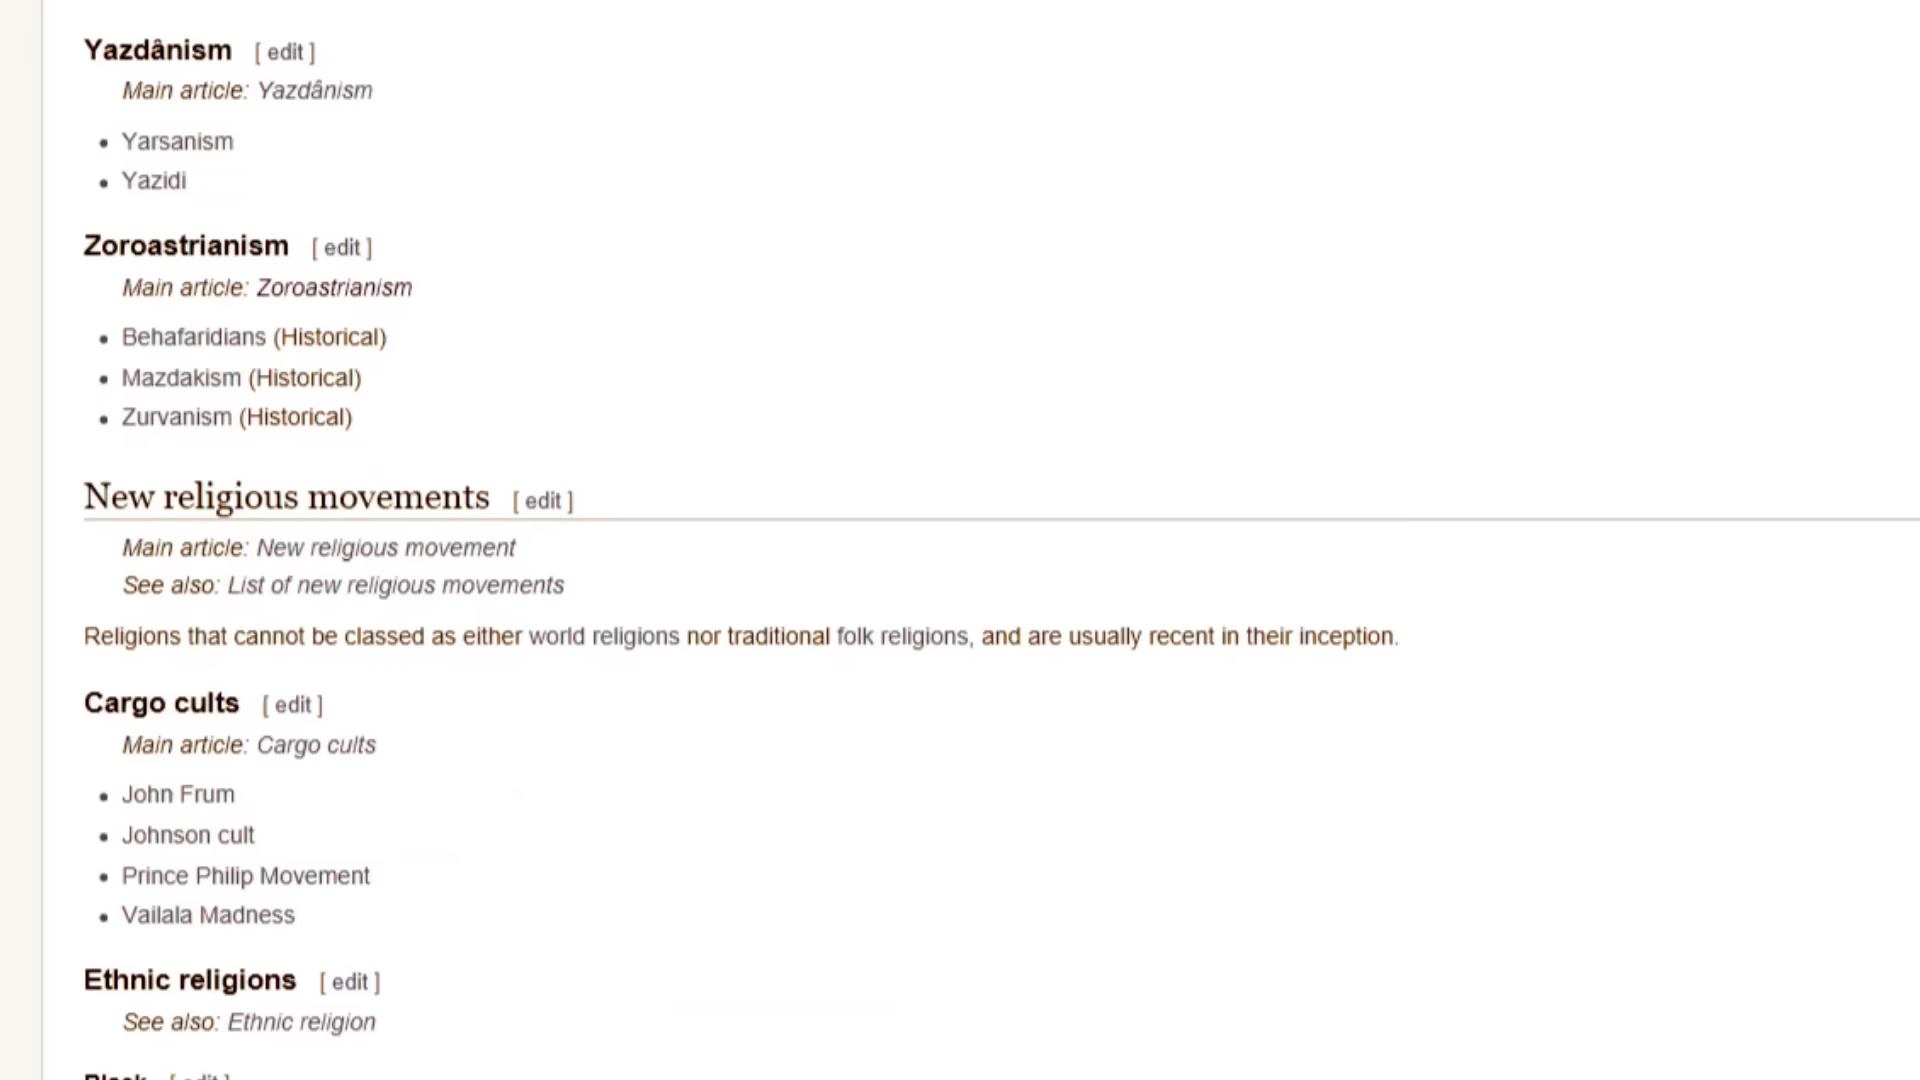 Yazdânism [ edit ]
Main article: Yazdânism
• Yarsanism
• Yazidi
Zoroastrianism [ edit ]
Main article: Zoroastrianism
• Behafaridians (Historical)
• Mazdakism (Historical)
• Zurvanism (Historical)
New religious movements [ edit ]
Main article: New religious movement
See also: List of new religious movements
Religions that cannot be classed as either world religions nor traditional folk religions, and are usually recent in their inception.
Cargo cults [ edit ]
Main article: Cargo cults
• John Frum
• Johnson cult
• Prince Philip Movement
• Vailala Madness
Ethnic religions [ edit ]
See also: Ethnic religion